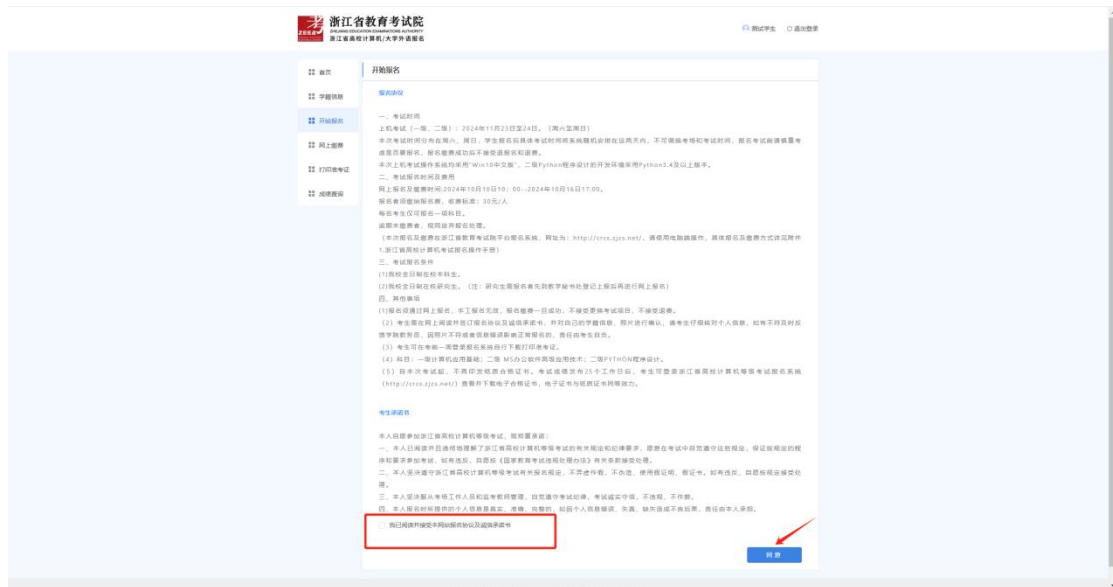 浙江省教育考试院
ZHEJIANG EDUCATION EXAMINATIONS AUTHORITY
浙江省高校计算机/大学外语报名
测试学生 退出登录
首页
学籍信息
开始报名
网上缴费
打印准考证
成绩查询
开始报名
报名协议
一、考试时间
上机考试（一级、二级）：2024年11月23日至24日。（周六至周日）
本次考试时间分布在周六、周日，学生报名后具体考试时间将系统随机安排在这两天内，不可调换考场和考试时间，报名考试前请慎重考
虑是否要报名，报名缴费成功后不接受退报名和退费。
本次上机考试操作系统均采用"Win10中文版"，二级Python程序设计的开发环境采用Python3.4及以上版本。
二、考试报名时间及费用
网上报名及缴费时间:2024年10月10日10：00--2024年10月16日17:00。
报名者须缴纳报名费，收费标准：30元/人
每名考生仅可报名一项科目。
逾期未缴费者，视同放弃报名处理。
（本次报名及缴费在浙江省教育考试院平台报名系统，网址为：http://crcs.zjzs.net/，请使用电脑端操作，具体报名及缴费方式详见附件
1.浙江省高校计算机考试报名操作手册）
三、考试报名条件
(1)我校全日制在校本科生。
(2)我校全日制在校研究生。（注：研究生需报名者先到教学秘书处登记上报后再进行网上报名）
四、其他事项
(1)报名须通过网上报名，手工报名无效，报名缴费一旦成功，不接受更换考试项目，不接受退费。
（2）考生需在网上阅读并签订报名协议及诚信承诺书，并对自己的学籍信息、照片进行确认，请考生仔细核对个人信息，如有不符及时反
馈学院教务员，因照片不符或者信息错误影响正常报名的，责任由考生自负。
（3）考生可在考前一周登录报名系统自行下载打印准考证。
（4）科目：一级计算机应用基础；二级 MS办公软件高级应用技术；二级PYTHON程序设计。
（5）自本次考试起，不再印发纸质合格证书。考试成绩发布25个工作日后，考生可登录浙江省高校计算机等级考试报名系统
（http://crcs.zjzs.net/）查看并下载电子合格证书，电子证书与纸质证书同等效力。
考生承诺书
本人自愿参加浙江省高校计算机等级考试，现郑重承诺：
一、本人已阅读并且透彻地理解了浙江省高校计算机等级考试的有关规定和纪律要求，愿意在考试中自觉遵守这些规定，保证按规定的程
序和要求参加考试，如有违反，自愿按《国家教育考试违规处理办法》有关条款接受处理。
二、本人坚决遵守浙江省高校计算机等级考试有关报名规定，不弄虚作假，不伪造、使用假证明、假证书。如有违反，自愿按规定接受处
理。
三、本人坚决服从考场工作人员和监考教师管理，自觉遵守考试纪律，考试诚实守信，不违规，不作弊。
四、本人报名时所提供的个人信息是真实、准确、完整的，如因个人信息错误、失真、缺失造成不良后果，责任由本人承担。
我已阅读并接受本网站报名协议及诚信承诺书
同意